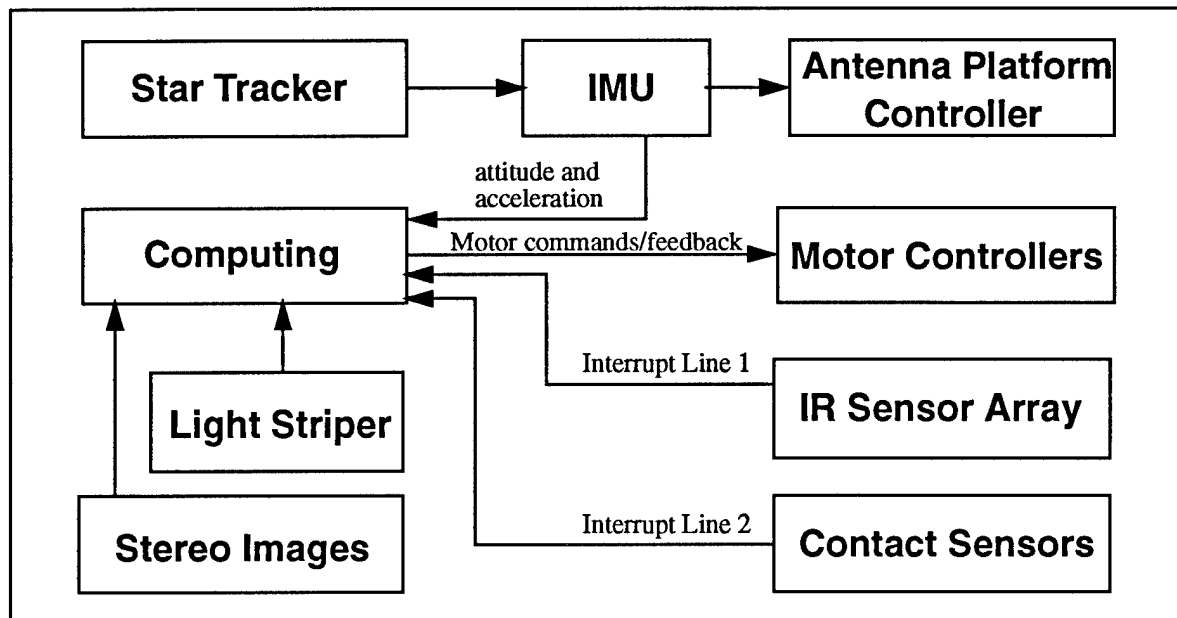 Star Tracker
IMU
Antenna Platform
Controller
attitude and
acceleration
Computing
Motor commands/feedback
Motor Controllers
Interrupt Line 1
IR Sensor Array
Light Striper
Interrupt Line 2
Contact Sensors
Stereo Images